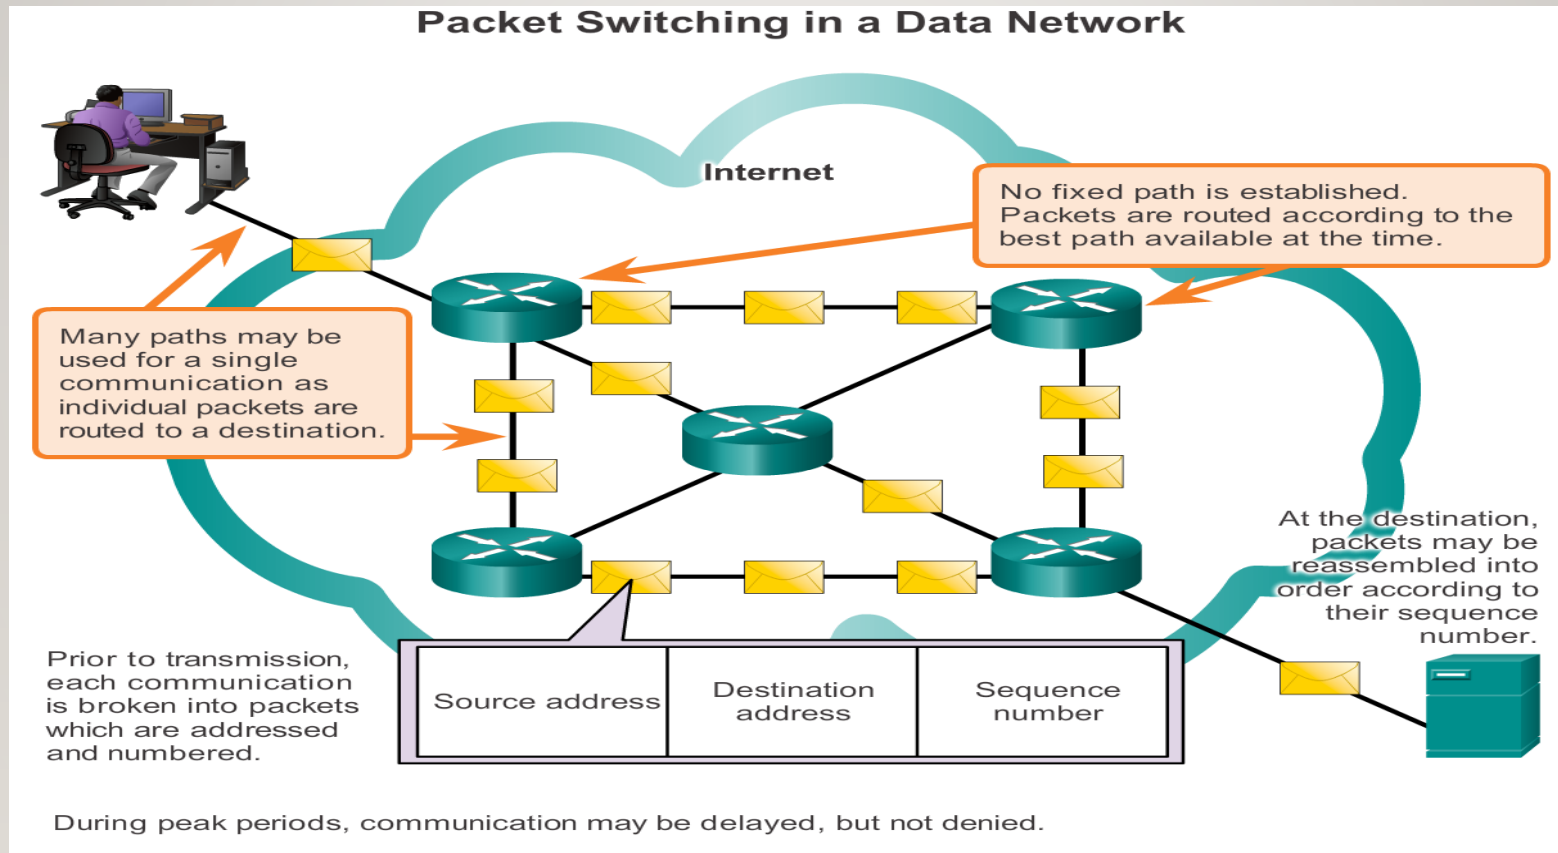 Packet Switching in a Data Network
Internet
No fixed path is established.
Packets are routed according to the
best path available at the time.
Many paths may be
used for a single
communication as
individual packets are
routed to a destination.
At the destination,
packets may be
reassembled into
order according to
their sequence
number.
Prior to transmission,
each communication
is broken into packets
which are addressed
and numbered.
Source address
Destination
address
Sequence
number
During peak periods, communication may be delayed, but not denied.